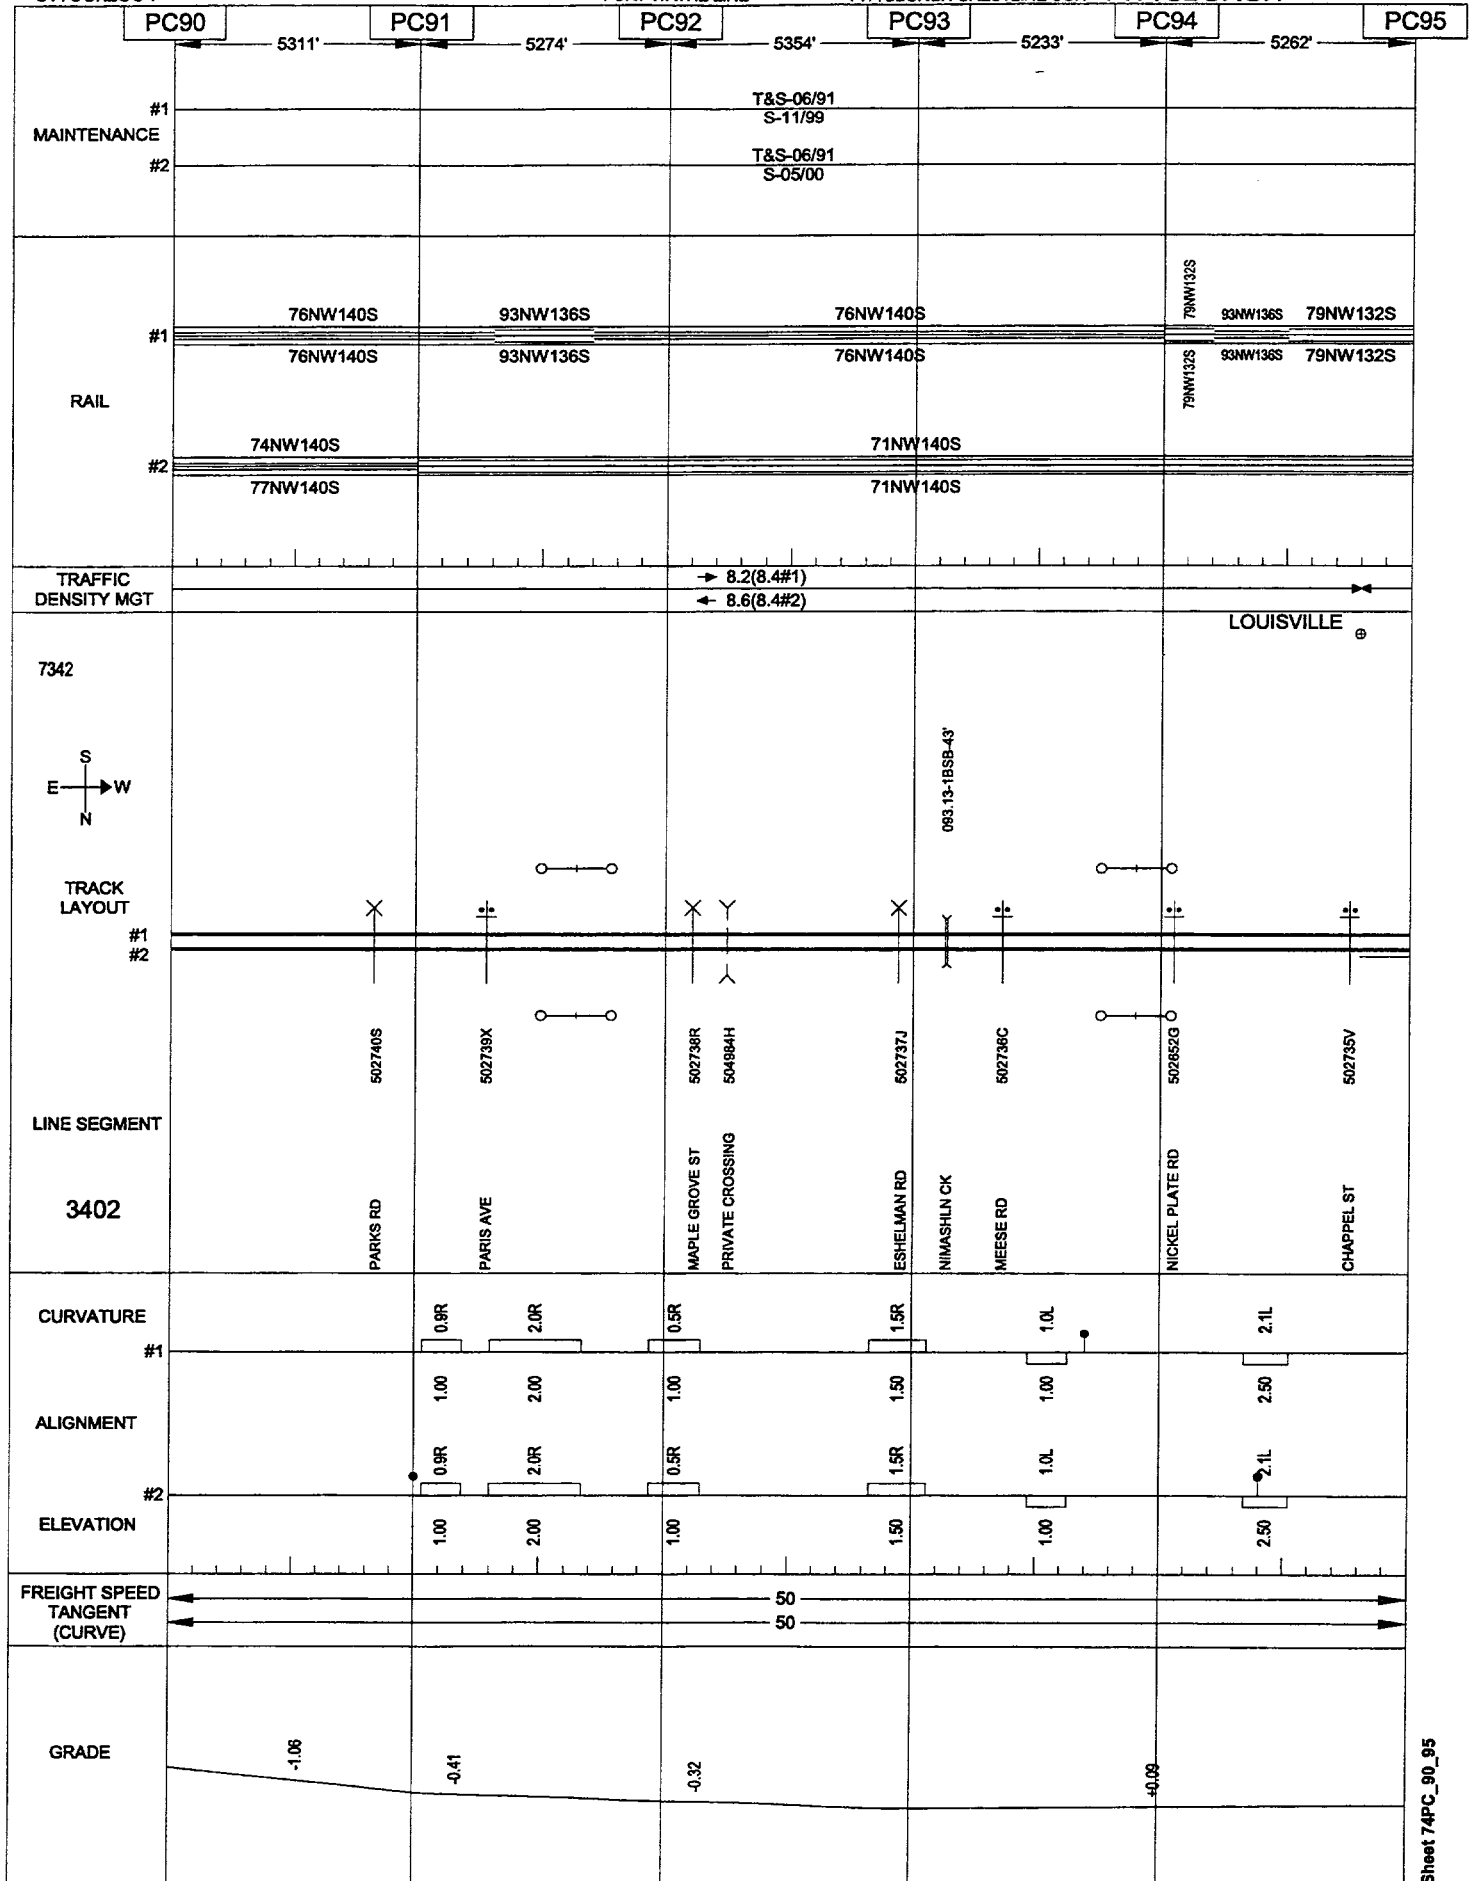 PC90 PC91 PC92 PC93 PC94 PC95
5311' 5274' 5354' 5233' 5262'
MAINTENANCE
#1 T&S-06/91
S-11/99
#2 T&S-06/91
S-05/00
RAIL
79NW132S
76NW140S 93NW136S 76NW140S 93NW136S 79NW132S
#1
76NW140S 93NW136S 76NW140S 93NW136S 79NW132S
79NW132S
74NW140S 71NW140S
#2
77NW140S 71NW140S
TRAFFIC
DENSITY MGT
8.2(8.4#1)
8.6(8.4#2)
LOUISVILLE
7342
S
E W
N
093.13-1BSB-43'
TRACK
LAYOUT
#1
#2
502740S 502739X 502738R 504984H 502737J 502736C 502652G 502735V
LINE SEGMENT
3402
PARKS RD
PARIS AVE
MAPLE GROVE ST
PRIVATE CROSSING
ESHELMAN RD
NIMASHLN CK
MEESE RD
NICKEL PLATE RD
CHAPPEL ST
CURVATURE
0.9R 2.0R 0.5R 1.5R 1.0L 2.1L
#1
1.00 2.00 1.00 1.50 1.00 2.50
ALIGNMENT
0.9R 2.0R 0.5R 1.5R 1.0L 2.1L
#2
ELEVATION
1.00 2.00 1.00 1.50 1.00 2.50
FREIGHT SPEED
TANGENT
(CURVE)
50
50
GRADE
-1.06 -0.41 -0.32 +0.09
Sheet 74PC_90_95